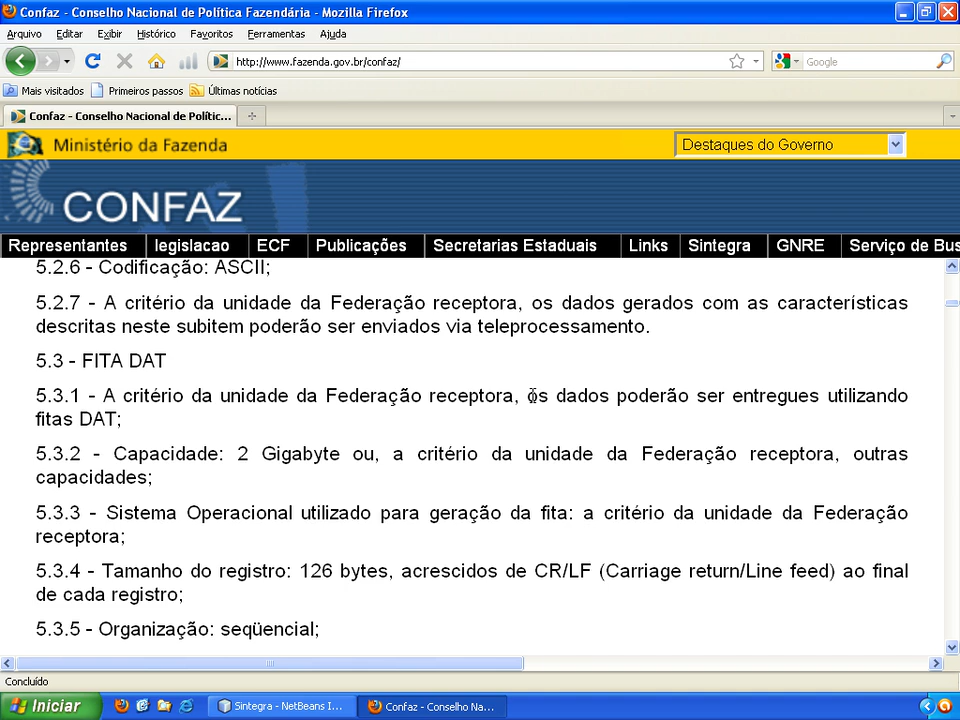 Confaz - Conselho Nacional de Política Fazendária - Mozilla Firefox
Arquivo Editar Exibir Histórico Favoritos Ferramentas Ajuda
http://www.fazenda.gov.br/confaz/ Google
Mais visitados Primeiros passos Últimas notícias
Confaz - Conselho Nacional de Polític...
Ministério da Fazenda Destaques do Governo
CONFAZ
Representantes legislacao ECF Publicações Secretarias Estaduais Links Sintegra GNRE Serviço de Bus
5.2.6 - Codificação: ASCII;
5.2.7 - A critério da unidade da Federação receptora, os dados gerados com as características
descritas neste subitem poderão ser enviados via teleprocessamento.
5.3 - FITA DAT
5.3.1 - A critério da unidade da Federação receptora, os dados poderão ser entregues utilizando
fitas DAT;
5.3.2 - Capacidade: 2 Gigabyte ou, a critério da unidade da Federação receptora, outras
capacidades;
5.3.3 - Sistema Operacional utilizado para geração da fita: a critério da unidade da Federação
receptora;
5.3.4 - Tamanho do registro: 126 bytes, acrescidos de CR/LF (Carriage return/Line feed) ao final
de cada registro;
5.3.5 - Organização: seqüencial;
Concluído
Iniciar Sintegra - NetBeans I... Confaz - Conselho Na...